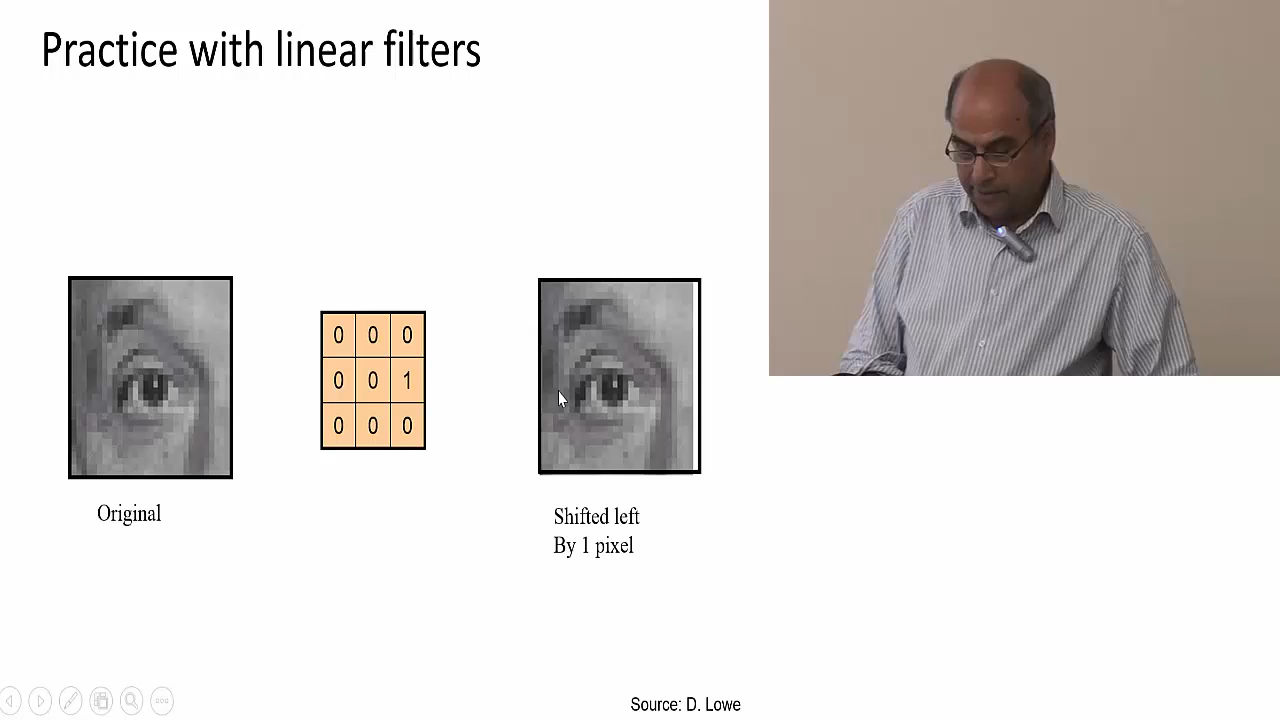 Practice with linear filters
0 0 0
0 0 1
0 0 0
Original
Shifted left
By 1 pixel
Source: D. Lowe